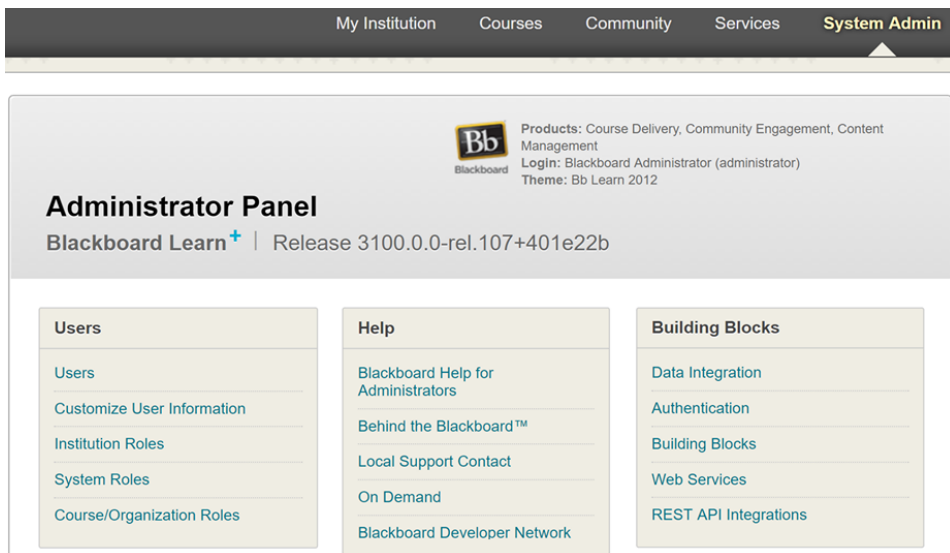 My Institution Courses Community Services System Admin
Bb
Blackboard
Products: Course Delivery, Community Engagement, Content
Management
Login: Blackboard Administrator (administrator)
Theme: Bb Learn 2012
Administrator Panel
Blackboard Learn+ | Release 3100.0.0-rel.107+401e22b
Users
Users
Customize User Information
Institution Roles
System Roles
Course/Organization Roles
Help
Blackboard Help for
Administrators
Behind the Blackboard™
Local Support Contact
On Demand
Blackboard Developer Network
Building Blocks
Data Integration
Authentication
Building Blocks
Web Services
REST API Integrations